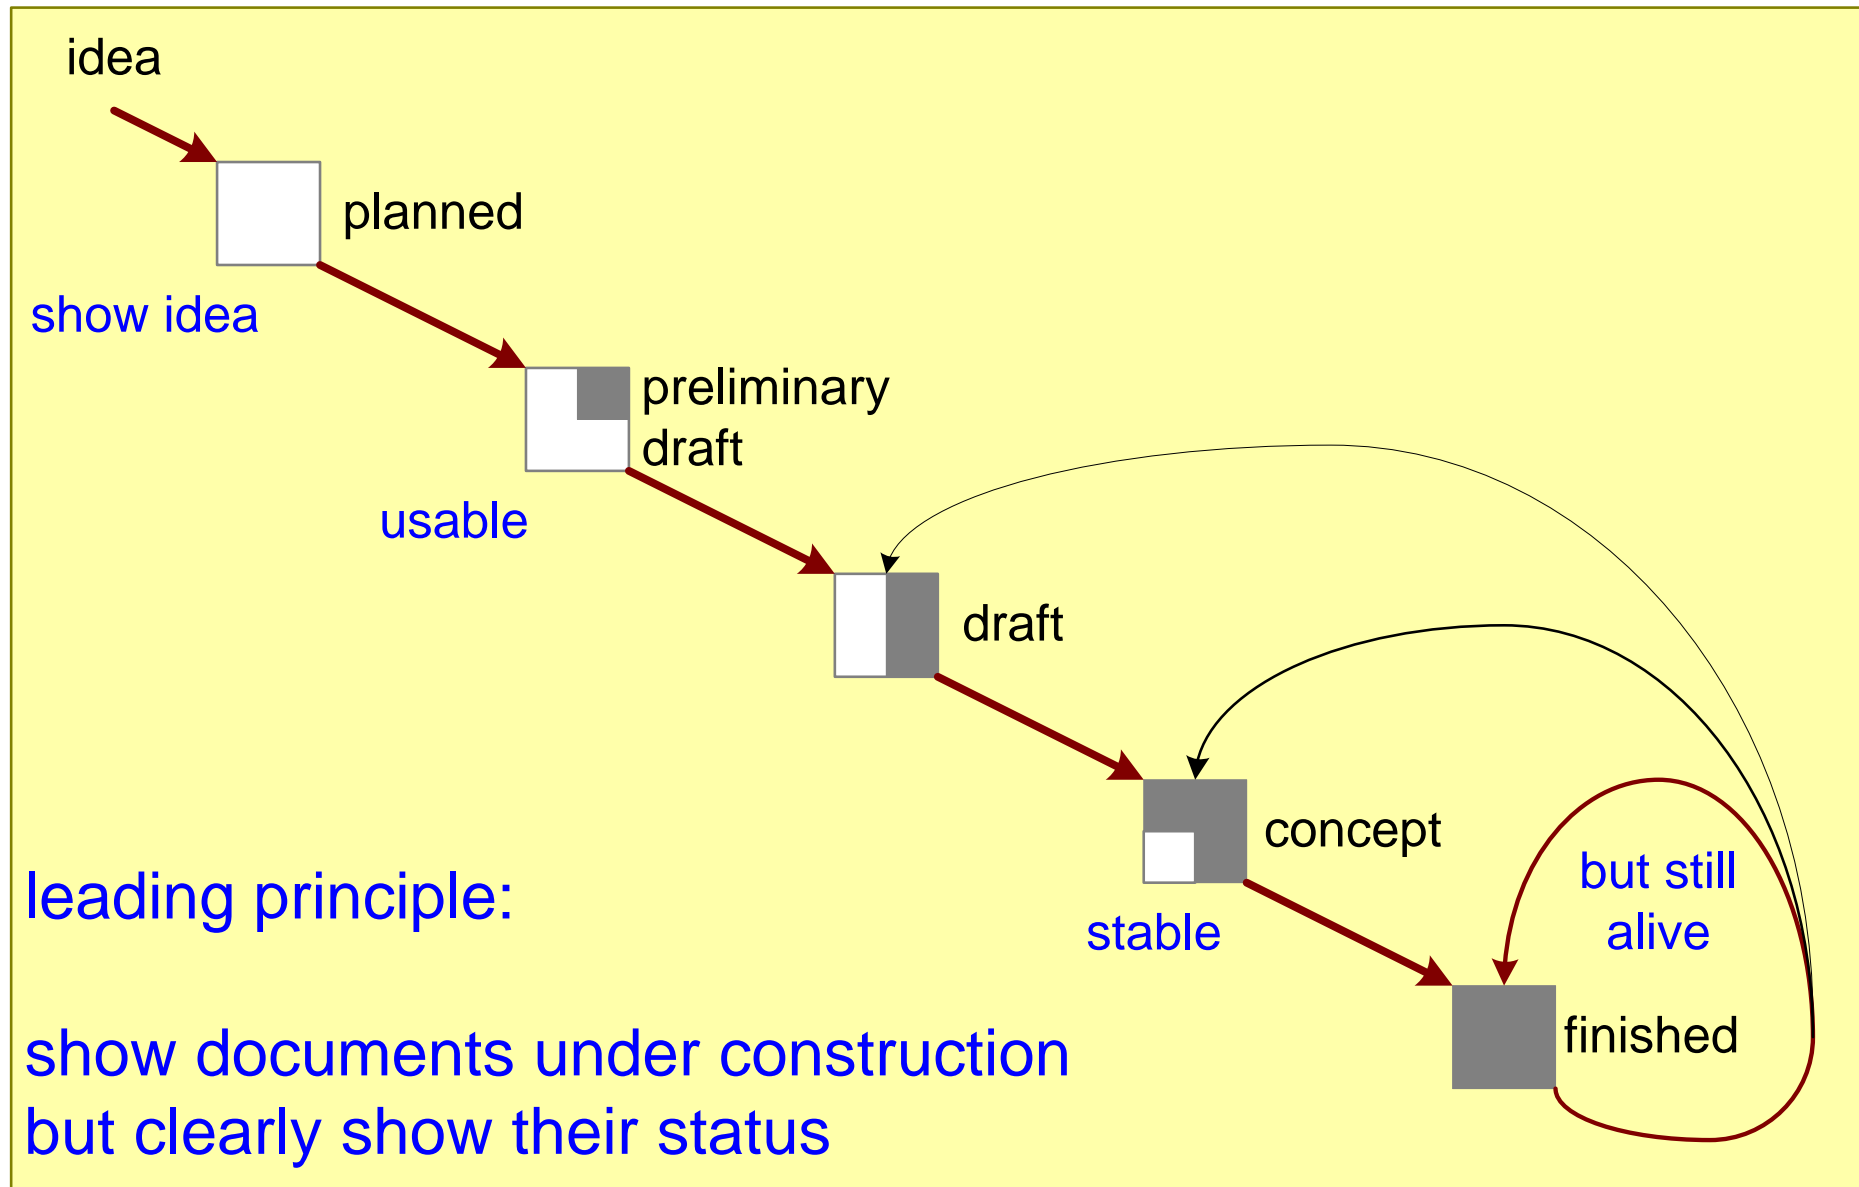 idea
planned
show idea
preliminary
draft
usable
draft
concept
but still
alive
leading principle:
stable
finished
show documents under construction
but clearly show their status